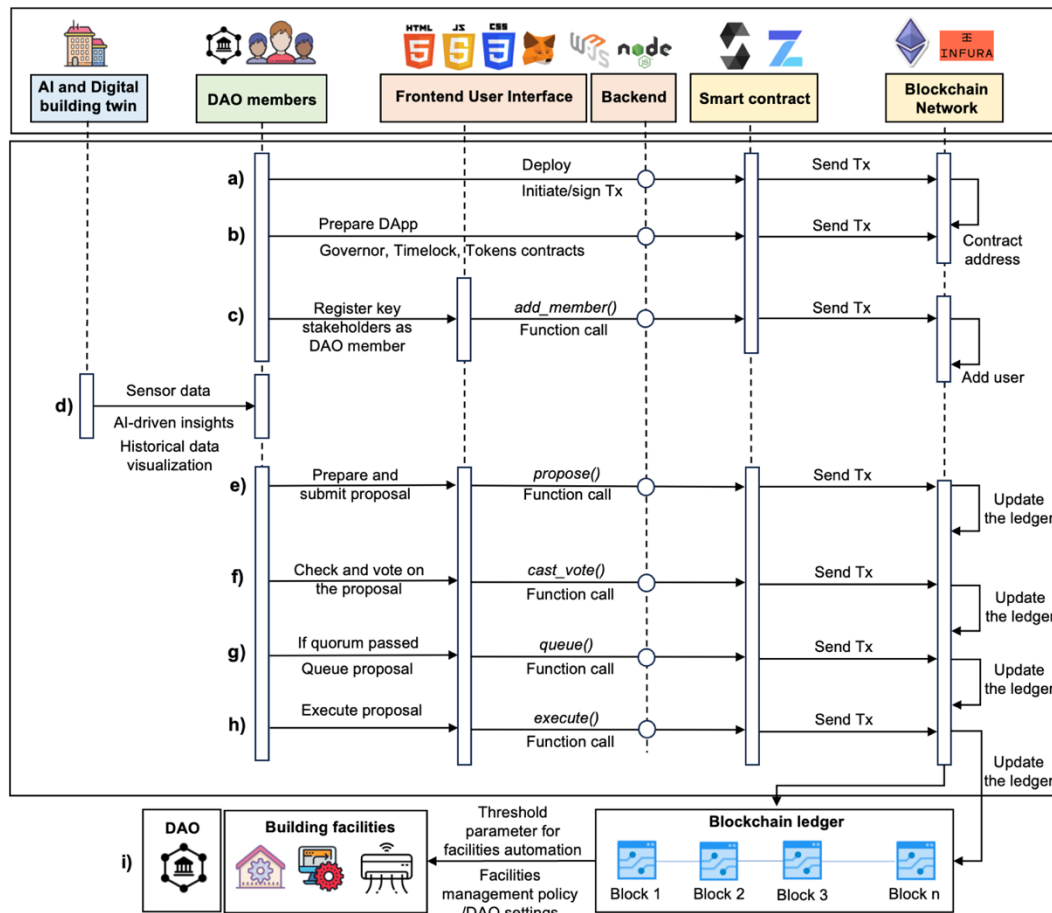 HTML
JS
CSS
W3JS
node
JS
INFURA
AI and Digital
building twin
DAO members
Frontend User Interface
Backend
Smart contract
Blockchain
Network
a)
Deploy
Initiate/sign Tx
Send Tx
b)
Prepare DApp
Governor, Timelock, Tokens contracts
Send Tx
Contract
address
c)
Register key
stakeholders as
DAO member
add_member()
Function call
Send Tx
Add user
d)
Sensor data
AI-driven insights
Historical data
visualization
e)
Prepare and
submit proposal
propose()
Function call
Send Tx
Update
the ledger
f)
Check and vote on
the proposal
cast_vote()
Function call
Send Tx
Update
the ledger
g)
If quorum passed
Queue proposal
queue()
Function call
Send Tx
Update
the ledger
h)
Execute proposal
execute()
Function call
Send Tx
Update
the ledger
i)
DAO
Building facilities
Threshold
parameter for
facilities automation
Facilities
management policy
/DAO settings
Blockchain ledger
Block 1
Block 2
Block 3
Block n